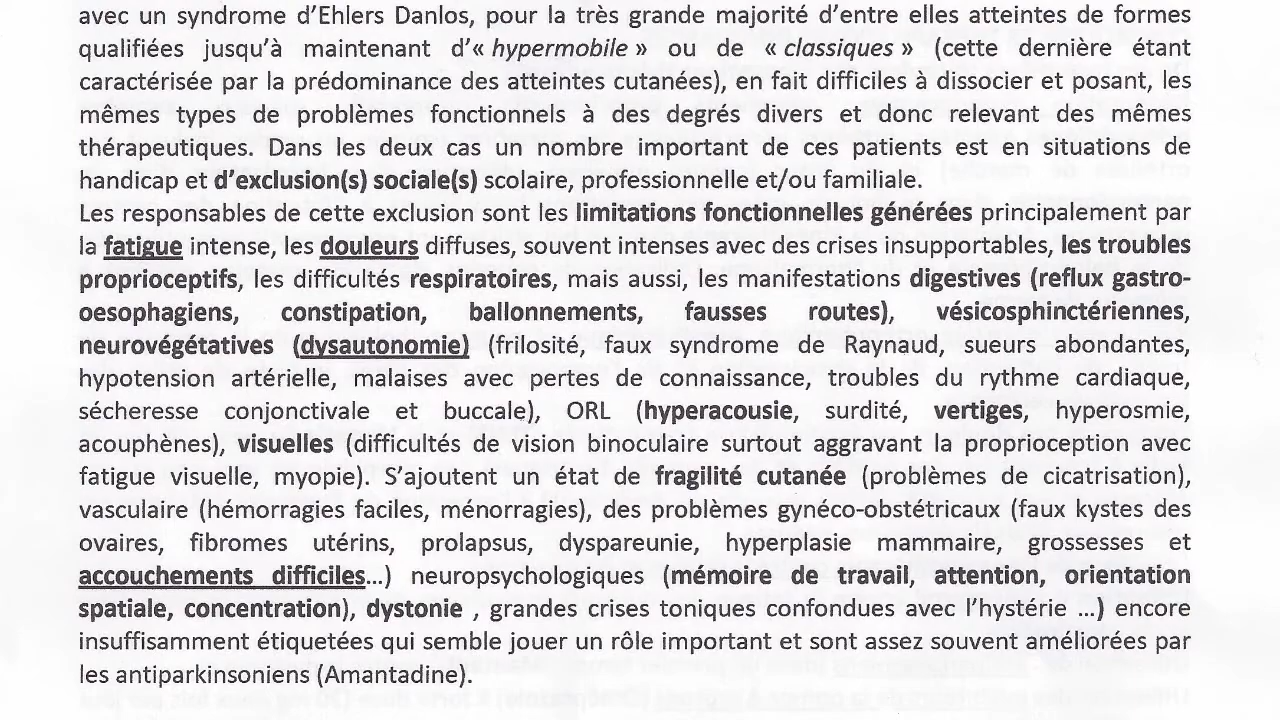 avec un syndrome d'Ehlers Danlos, pour la très grande majorité d'entre elles atteintes de formes
qualifiées jusqu'à maintenant d'« hypermobile » ou de « classiques » (cette dernière étant
caractérisée par la prédominance des atteintes cutanées), en fait difficiles à dissocier et posant, les
mêmes types de problèmes fonctionnels à des degrés divers et donc relevant des mêmes
thérapeutiques. Dans les deux cas un nombre important de ces patients est en situations de
handicap et d'exclusion(s) sociale(s) scolaire, professionnelle et/ou familiale.
Les responsables de cette exclusion sont les limitations fonctionnelles générées principalement par
la fatigue intense, les douleurs diffuses, souvent intenses avec des crises insupportables, les troubles
proprioceptifs, les difficultés respiratoires, mais aussi, les manifestations digestives (reflux gastro-
oesophagiens, constipation, ballonnements, fausses routes), vésicosphinctériennes,
neurovégétatives (dysautonomie) (frilosité, faux syndrome de Raynaud, sueurs abondantes,
hypotension artérielle, malaises avec pertes de connaissance, troubles du rythme cardiaque,
sécheresse conjonctivale et buccale), ORL (hyperacousie, surdité, vertiges, hyperosmie,
acouphènes), visuelles (difficultés de vision binoculaire surtout aggravant la proprioception avec
fatigue visuelle, myopie). S'ajoutent un état de fragilité cutanée (problèmes de cicatrisation),
vasculaire (hémorragies faciles, ménorragies), des problèmes gynéco-obstétricaux (faux kystes des
ovaires, fibromes utérins, prolapsus, dyspareunie, hyperplasie mammaire, grossesses et
accouchements difficiles…) neuropsychologiques (mémoire de travail, attention, orientation
spatiale, concentration), dystonie , grandes crises toniques confondues avec l'hystérie …) encore
insuffisamment étiquetées qui semble jouer un rôle important et sont assez souvent améliorées par
les antiparkinsoniens (Amantadine).